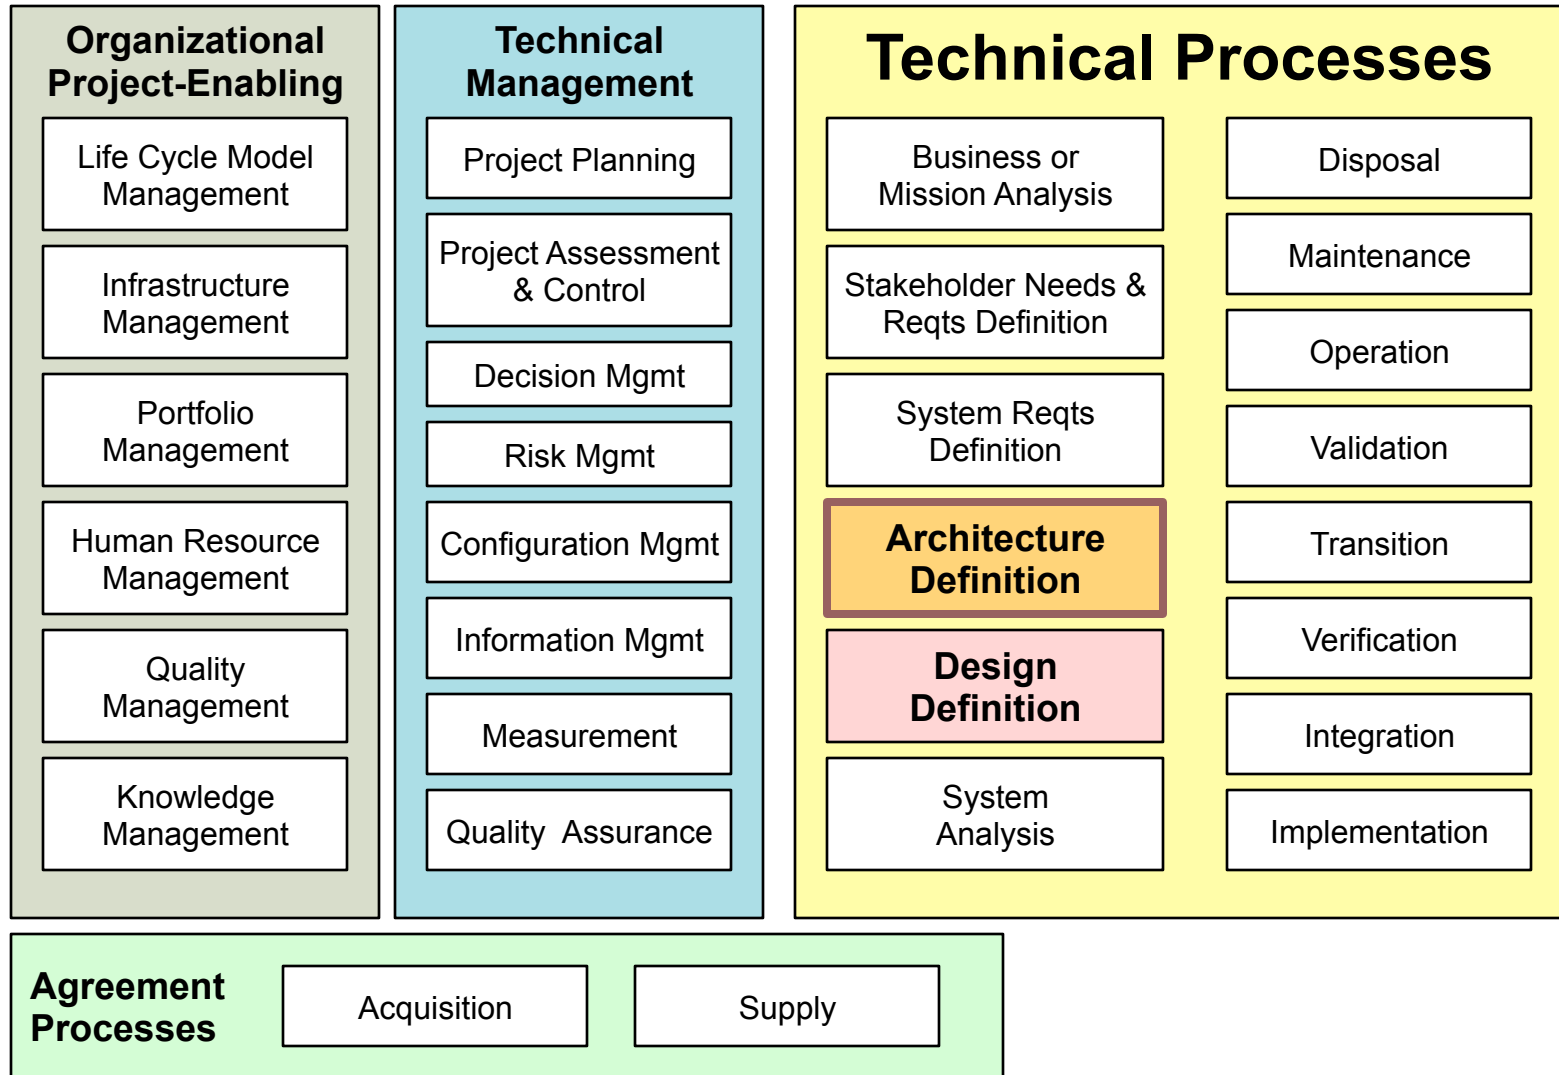 Organizational
Project-Enabling
Life Cycle Model
Management
Infrastructure
Management
Portfolio
Management
Human Resource
Management
Quality
Management
Knowledge
Management
Technical
Management
Project Planning
Project Assessment
& Control
Decision Mgmt
Risk Mgmt
Configuration Mgmt
Information Mgmt
Measurement
Quality Assurance
Technical Processes
Business or
Mission Analysis
Stakeholder Needs &
Reqts Definition
System Reqts
Definition
Architecture
Definition
Design
Definition
System
Analysis
Disposal
Maintenance
Operation
Validation
Transition
Verification
Integration
Implementation
Agreement
Processes
Acquisition
Supply